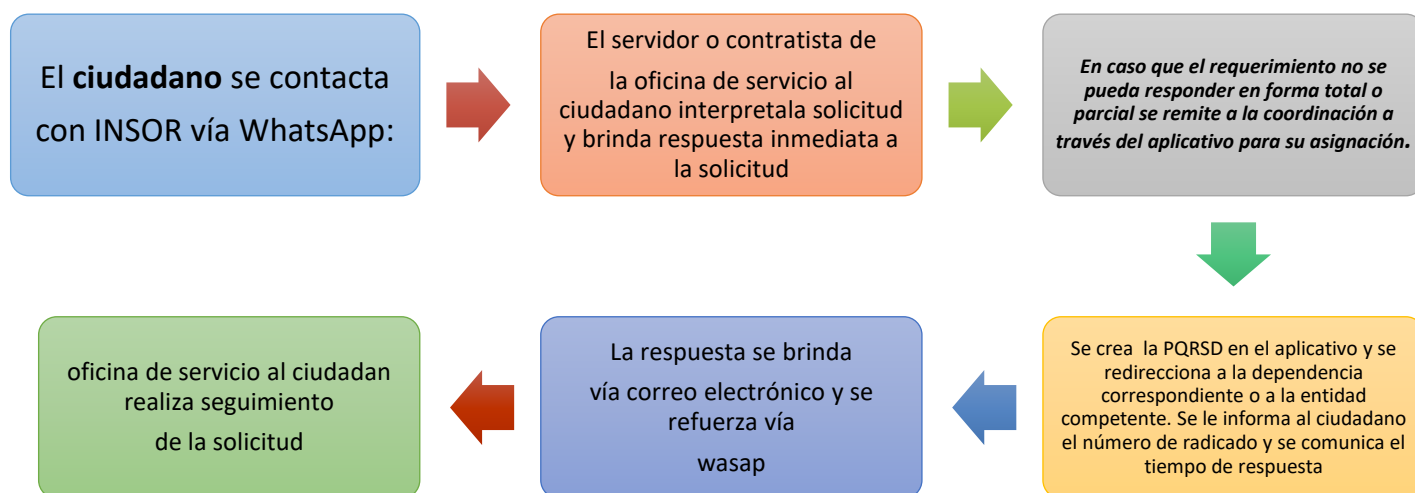 El ciudadano se contacta
con INSOR vía WhatsApp:
El servidor o contratista de
la oficina de servicio al
ciudadano interpretala solicitud
y brinda respuesta inmediata a
la solicitud
En caso que el requerimiento no se
pueda responder en forma total o
parcial se remite a la coordinación a
través del aplicativo para su asignación.
Se crea la PQRSD en el aplicativo y se
redirecciona a la dependencia
correspondiente o a la entidad
competente. Se le informa al ciudadano
el número de radicado y se comunica el
tiempo de respuesta
La respuesta se brinda
vía correo electrónico y se
refuerza vía
wasap
oficina de servicio al ciudadan
realiza seguimiento
de la solicitud